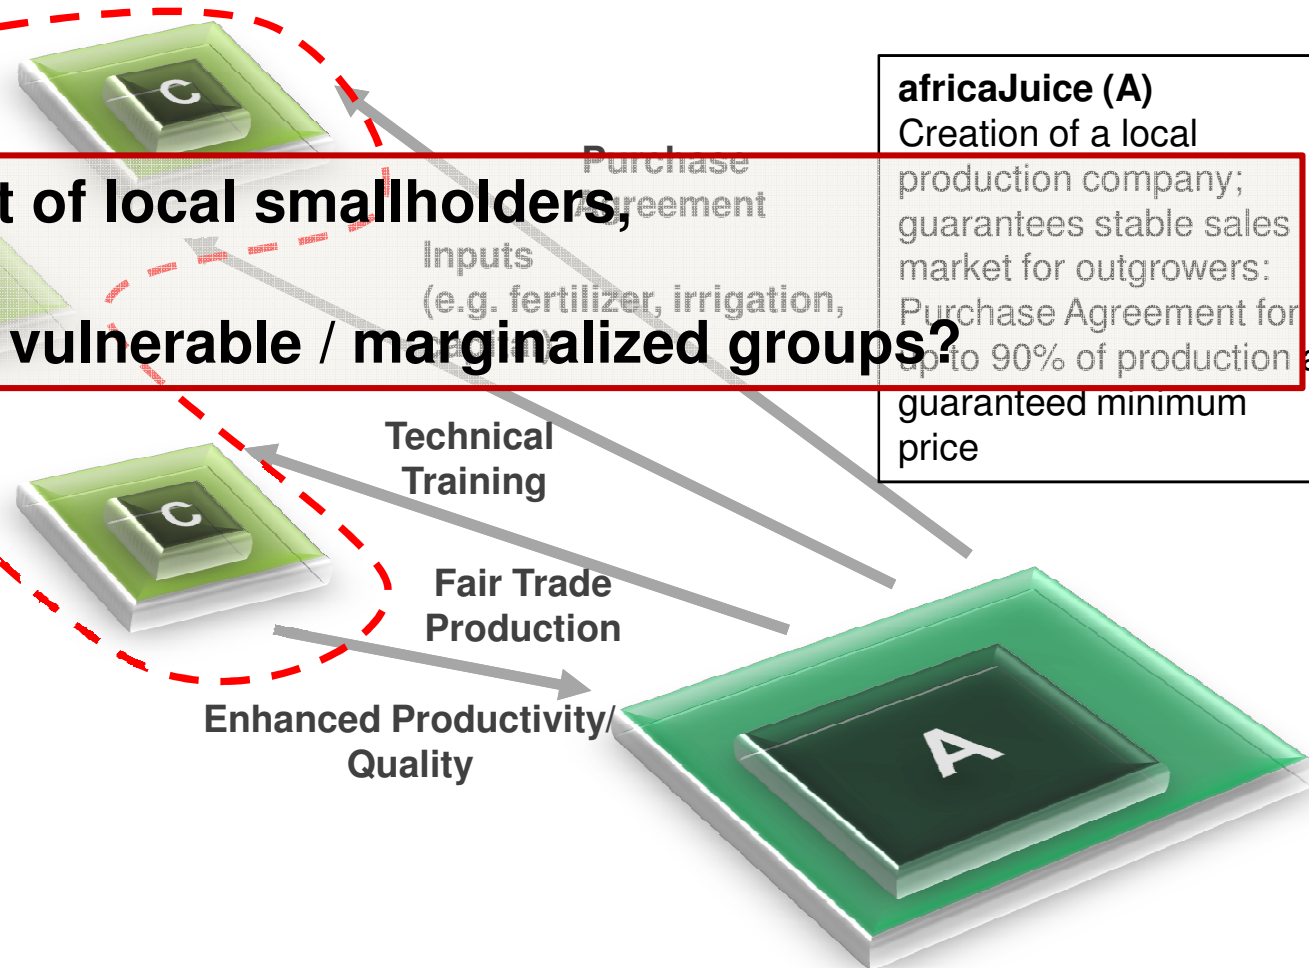 C
africaJuice (A)
Creation of a local
production company;
guarantees stable sales
market for outgrowers:
Purchase Agreement for
up to 90% of production a
guaranteed minimum
price
Purchase
Agreement
t of local smallholders,
Inputs
(e.g. fertilizer, irrigation,
capital)
vulnerable / marginalized groups?
Technical
Training
C
Fair Trade
Production
Enhanced Productivity/
Quality
A